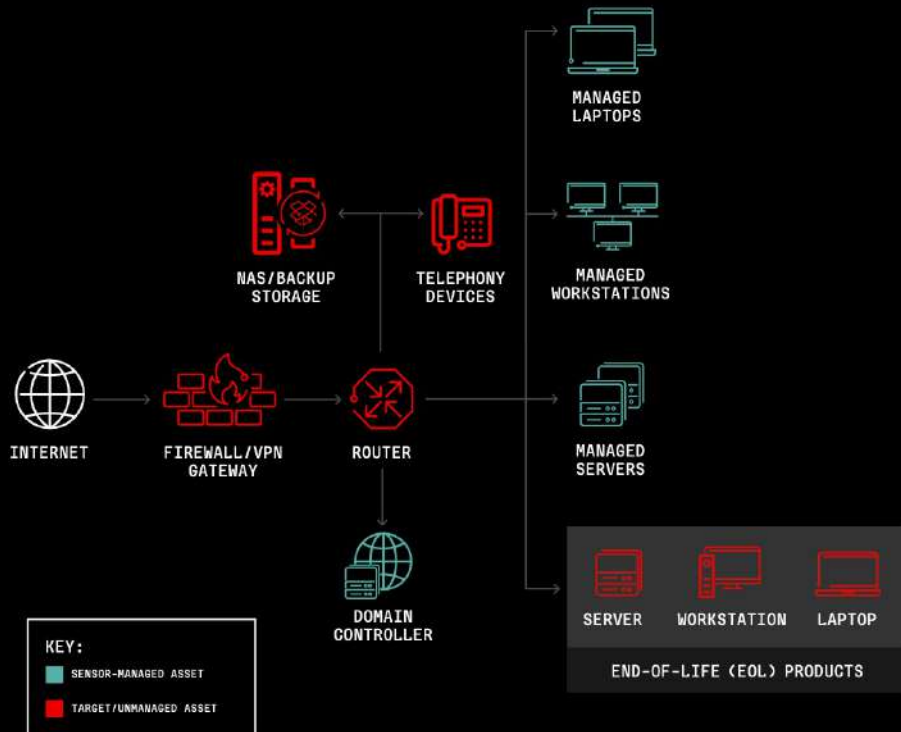 MANAGED
LAPTOPS
NAS/BACKUP
STORAGE
TELEPHONY
DEVICES
MANAGED
WORKSTATIONS
INTERNET
FIREWALL/VPN
GATEWAY
ROUTER
MANAGED
SERVERS
DOMAIN
CONTROLLER
SERVER
WORKSTATION
LAPTOP
END-OF-LIFE (EOL) PRODUCTS
KEY:
SENSOR-MANAGED ASSET
TARGET/UNMANAGED ASSET